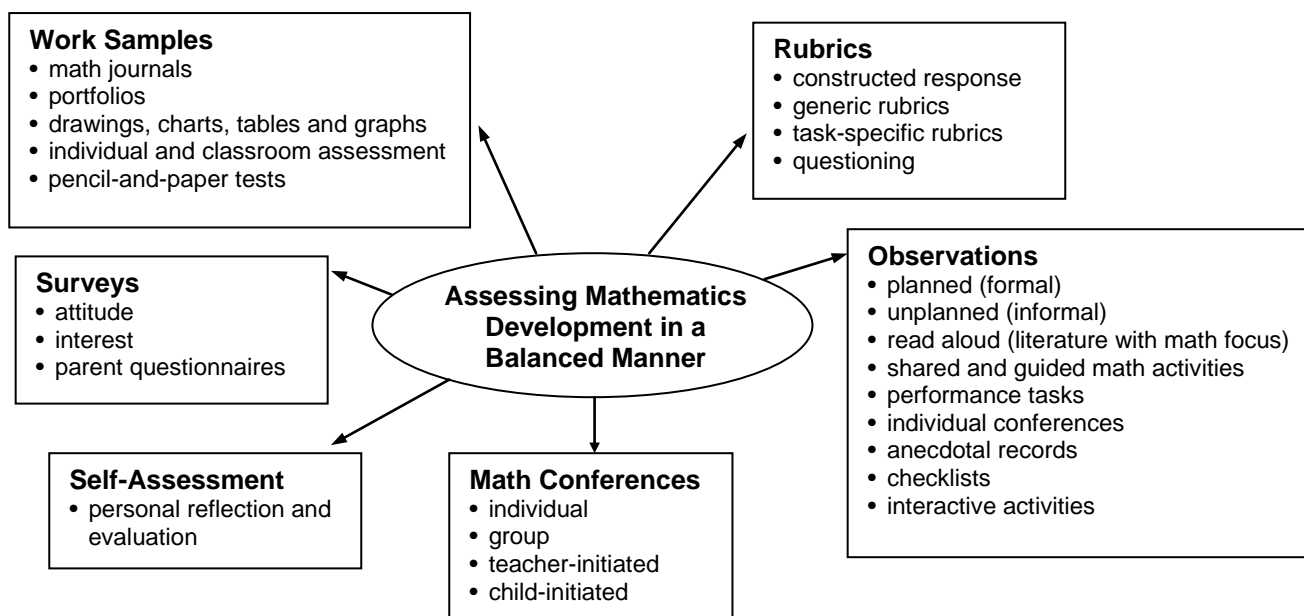 Work Samples
• math journals
• portfolios
• drawings, charts, tables and graphs
• individual and classroom assessment
• pencil-and-paper tests
Rubrics
• constructed response
• generic rubrics
• task-specific rubrics
• questioning
Surveys
• attitude
• interest
• parent questionnaires
Assessing Mathematics
Development in a
Balanced Manner
Observations
• planned (formal)
• unplanned (informal)
• read aloud (literature with math focus)
• shared and guided math activities
• performance tasks
• individual conferences
• anecdotal records
• checklists
• interactive activities
Self-Assessment
• personal reflection and
evaluation
Math Conferences
• individual
• group
• teacher-initiated
• child-initiated